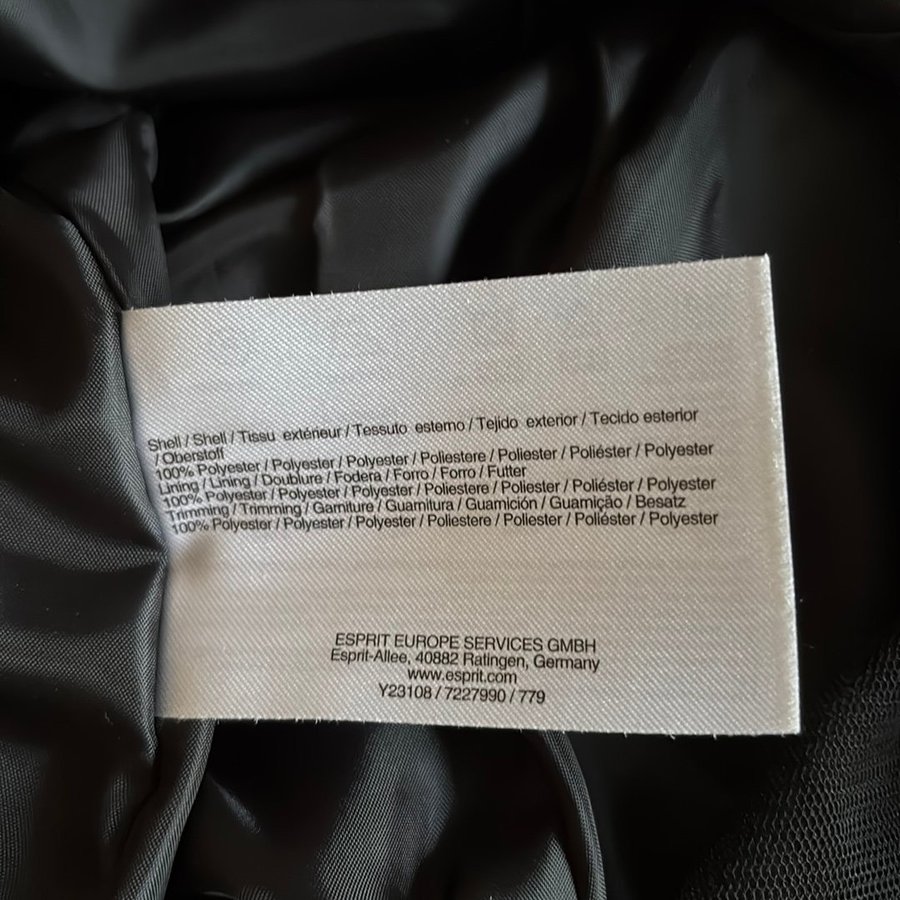 Shell / Shell / Tissu extérieur / Tessuto esterno / Tejido exterior / Tecido esterior
/ Oberstoff
100% Polyester / Polyester / Polyester / Poliestere / Poliester / Poliéster / Polyester
Lining / Lining / Doublure / Fodera / Forro / Forro / Futter
100% Polyester / Polyester / Polyester / Poliestere / Poliester / Poliéster / Polyester
Trimming / Trimming / Garniture / Guarnitura / Guarnición / Guarnição / Besatz
100% Polyester / Polyester / Polyester / Poliestere / Poliester / Poliéster / Polyester
ESPRIT EUROPE SERVICES GMBH
Esprit-Allee, 40882 Ratingen, Germany
www.esprit.com
Y23108 / 7227990 / 779